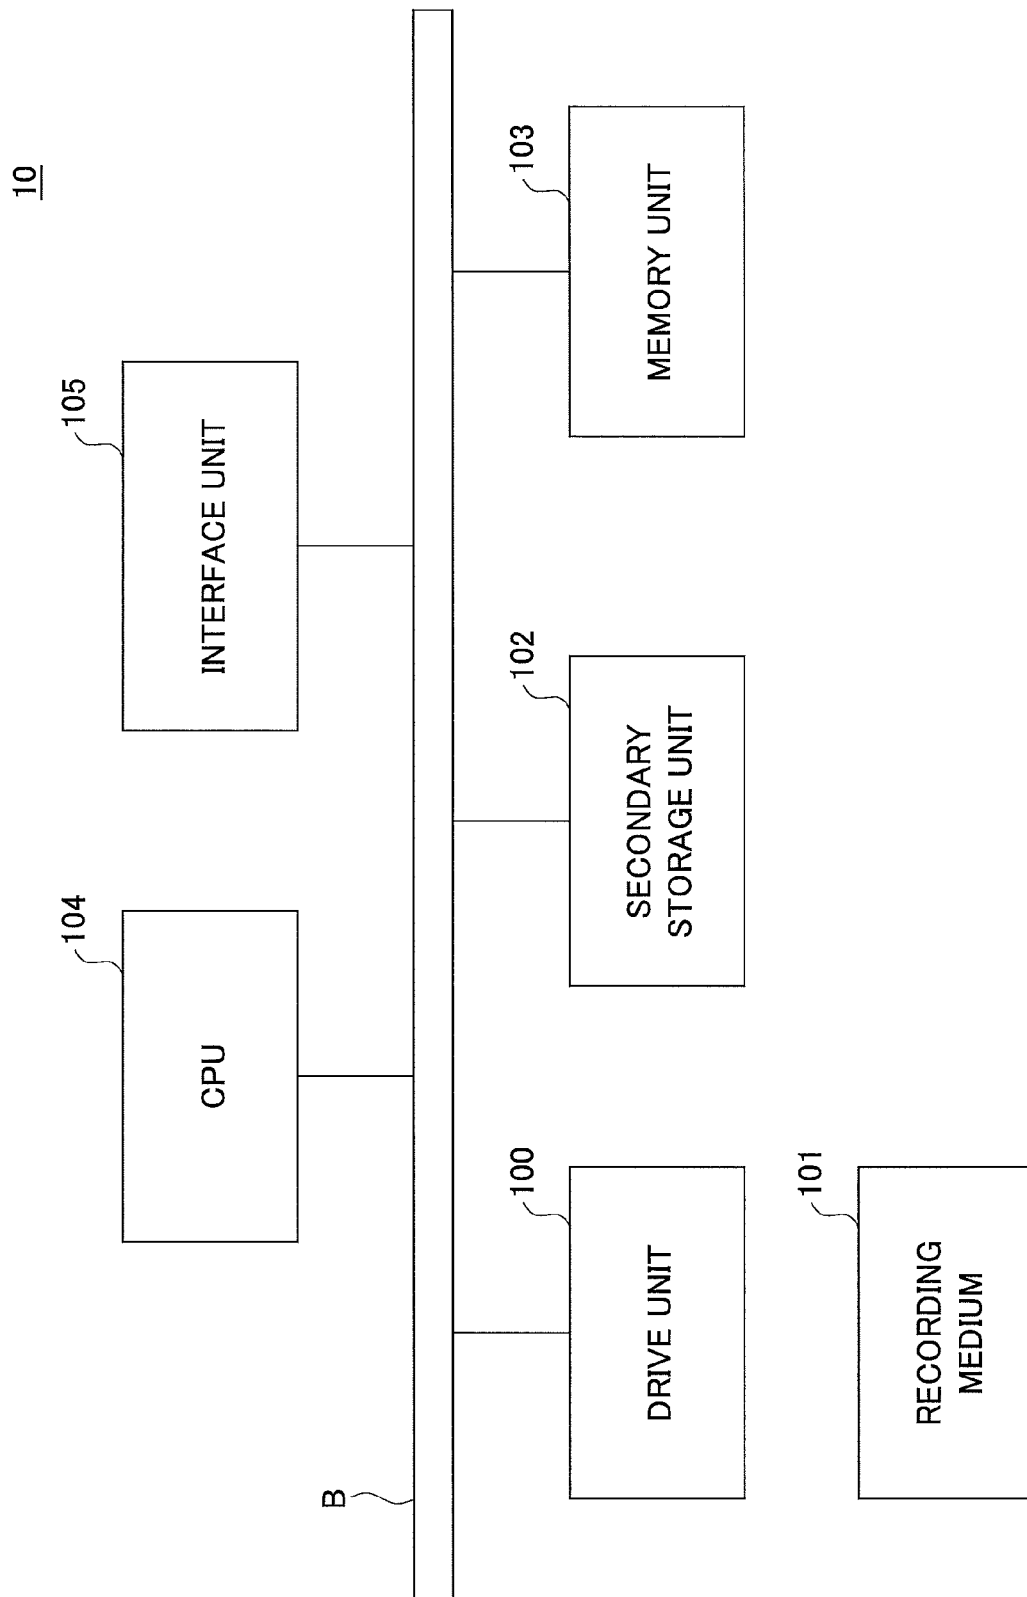 10
104
CPU
105
INTERFACE UNIT
B
100
DRIVE UNIT
102
SECONDARY
STORAGE UNIT
103
MEMORY UNIT
101
RECORDING
MEDIUM